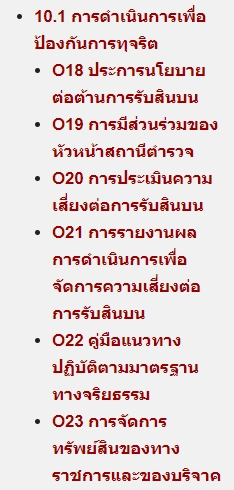 10.1 การดำเนินการเพื่อ
ป้องกันการทุจริต
O18 ประการนโยบาย
ต่อต้านการรับสินบน
O19 การมีส่วนร่วมของ
หัวหน้าสถานีตำรวจ
O20 การประเมินความ
เสี่ยงต่อการรับสินบน
O21 การรายงานผล
การดำเนินการเพื่อ
จัดการความเสี่ยงต่อ
การรับสินบน
O22 คู่มือแนวทาง
ปฏิบัติตามมาตรฐาน
ทางจริยธรรม
O23 การจัดการ
ทรัพย์สินของทาง
ราชการและของบริจาค